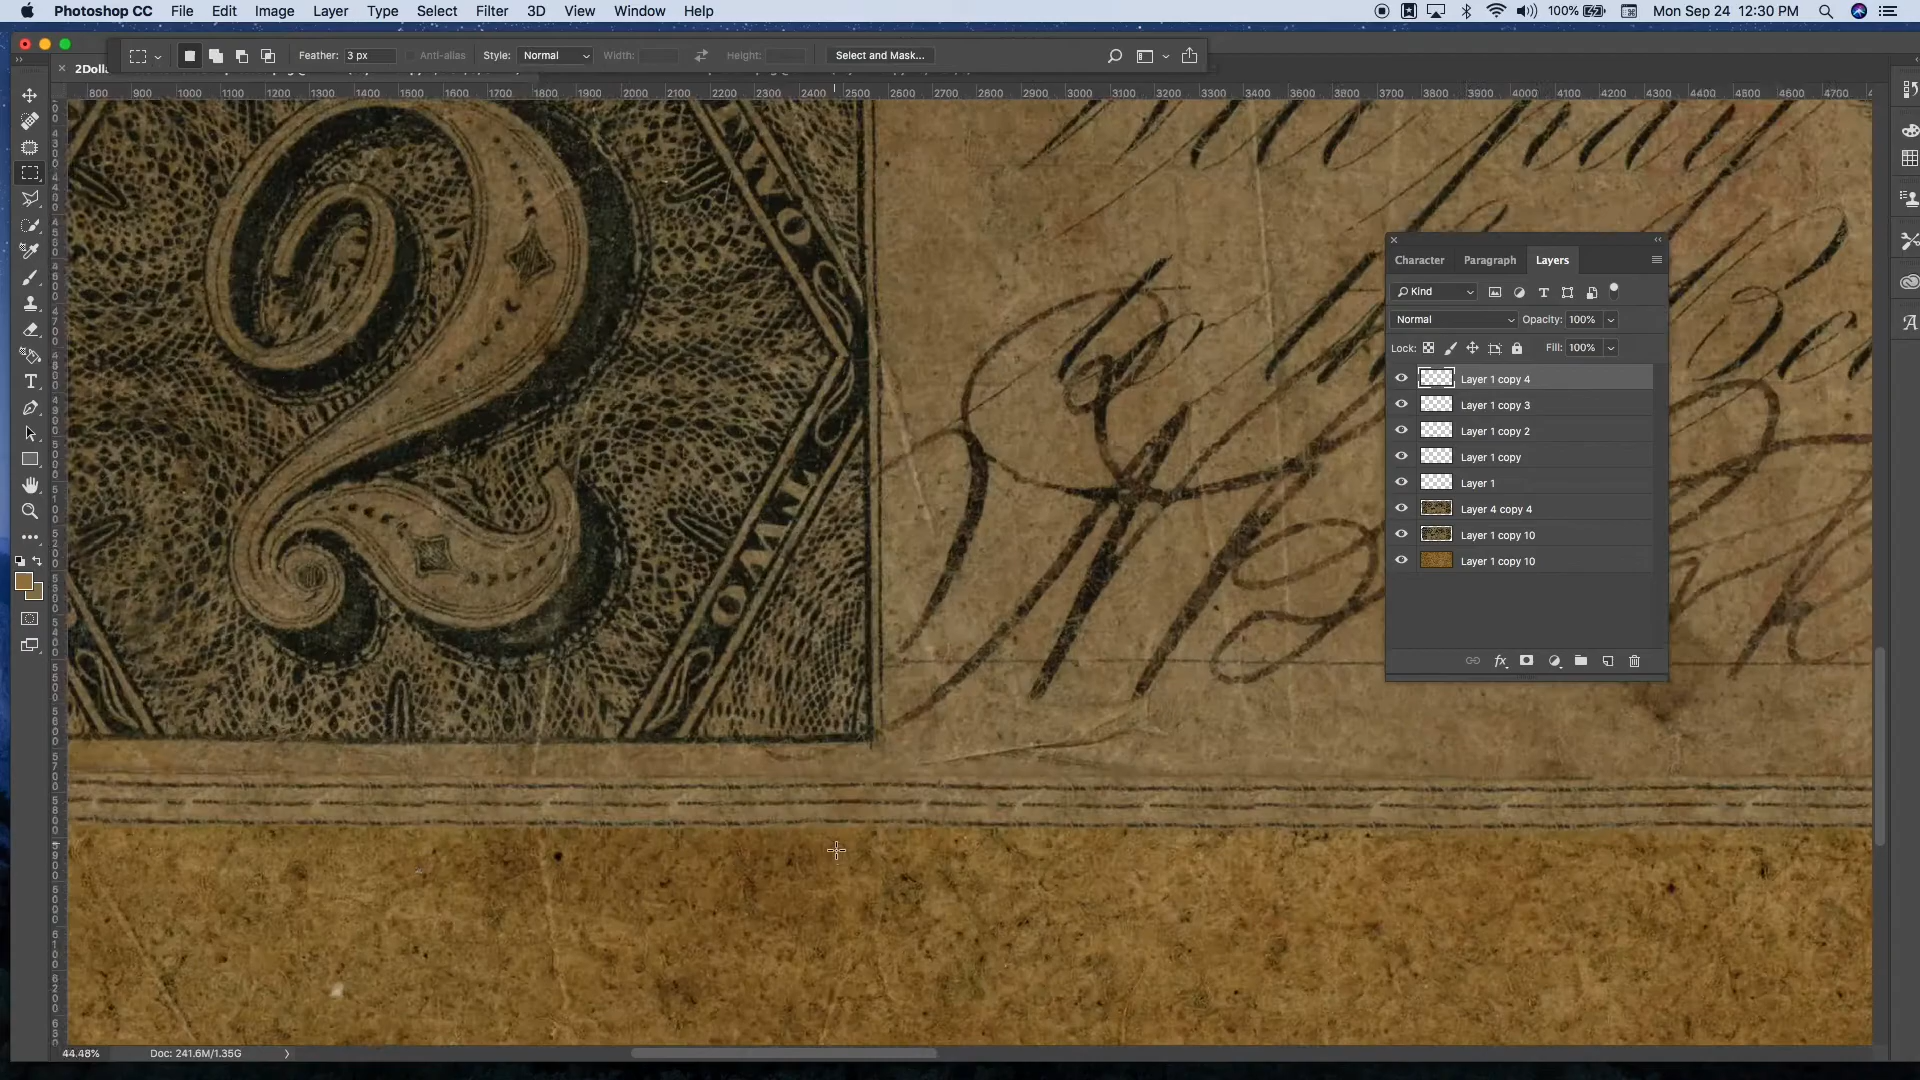 Photoshop CC File Edit Image Layer Type Select Filter 3D View Window Help 100% Mon Sep 24 12:30 PM
Feather: 3 px Anti-alias Style: Normal Width: Height: Select and Mask...
2Dolla
800 900 1000 1100 1200 1300 1400 1500 1600 1700 1800 1900 2000 2100 2200 2300 2400 2500 2600 2700 2800 2900 3000 3100 3200 3300 3400 3500 3600 3700 3800 3900 4000 4100 4200 4300 4400 4500 4600 4700
2
TWO
TWO
will pay
Character Paragraph Layers
Kind
Normal Opacity: 100%
Lock: Fill: 100%
Layer 1 copy 4
Layer 1 copy 3
Layer 1 copy 2
Layer 1 copy
Layer 1
Layer 4 copy 4
Layer 1 copy 10
Layer 1 copy 10
44.48% Doc: 241.6M/1.35G